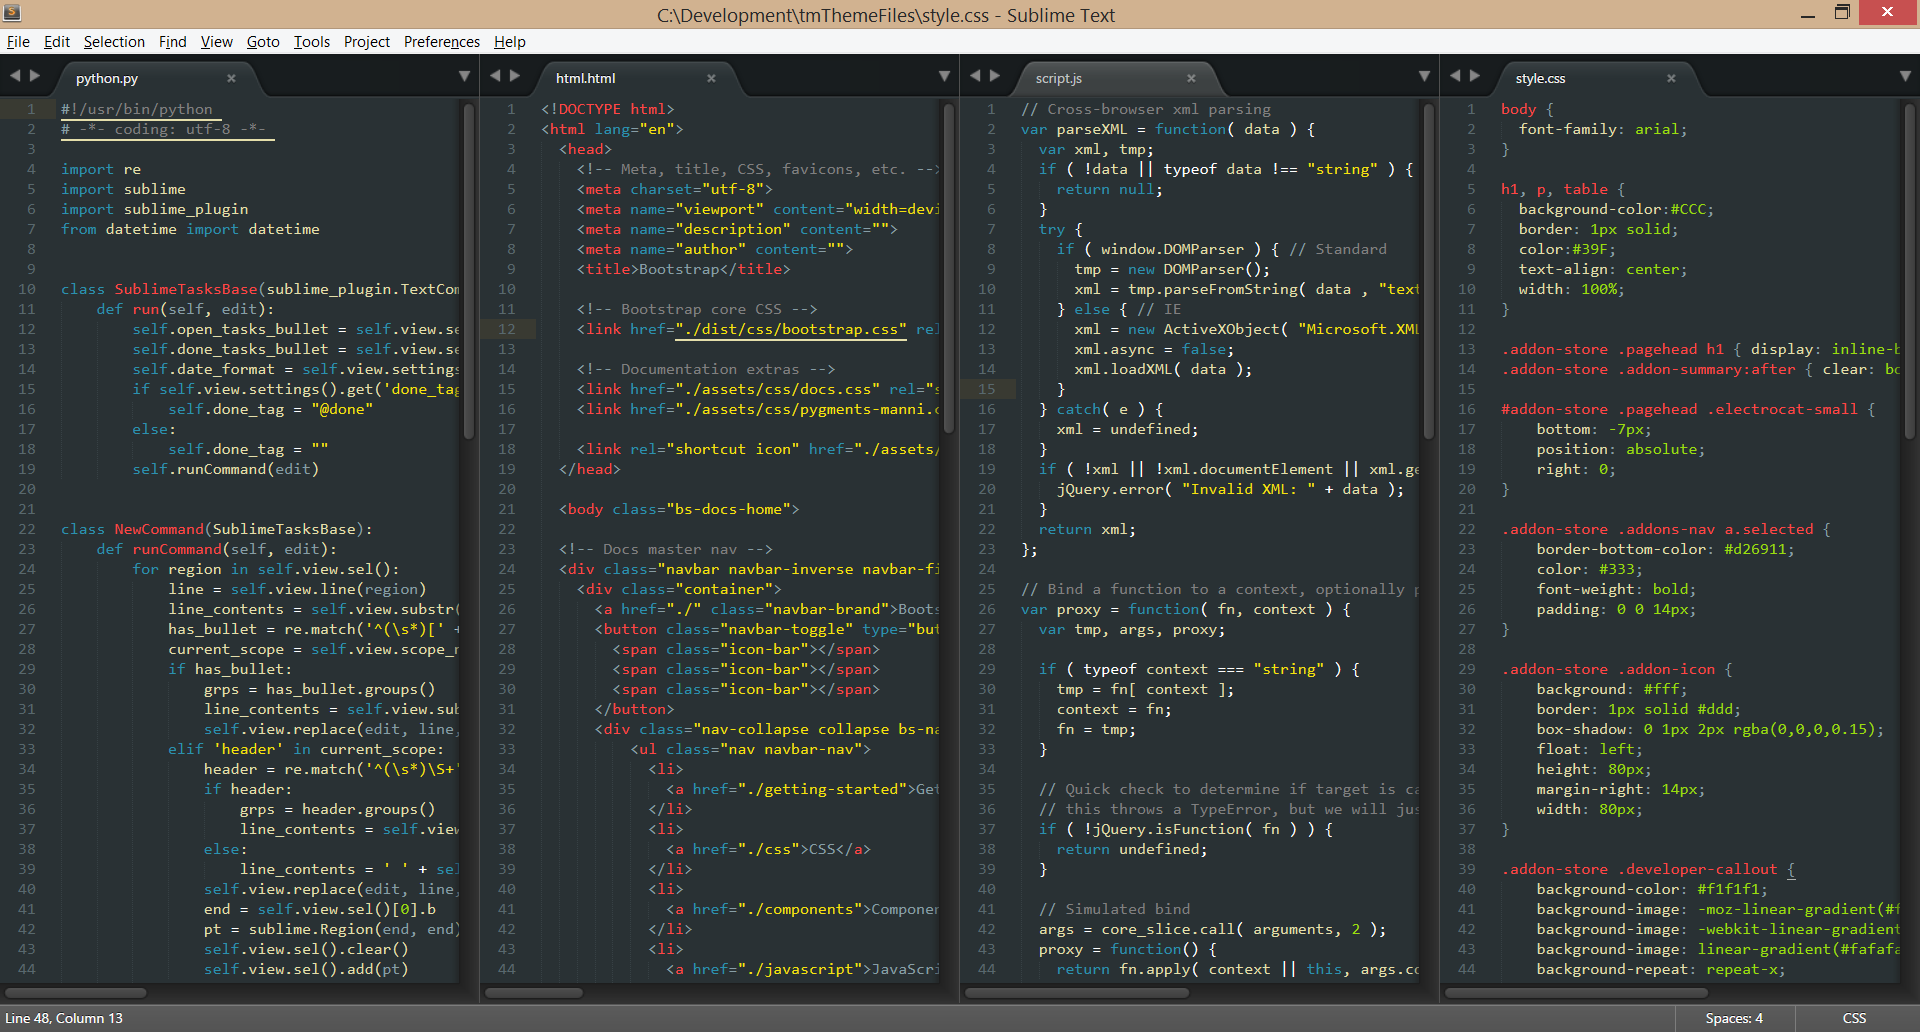 C:\Development\tmThemeFiles\style.css - Sublime Text
File Edit Selection Find View Goto Tools Project Preferences Help
python.py
1 #!/usr/bin/python
2 # -*- coding: utf-8 -*-
3
4 import re
5 import sublime
6 import sublime_plugin
7 from datetime import datetime
8
9
10 class SublimeTasksBase(sublime_plugin.TextCom
11     def run(self, edit):
12         self.open_tasks_bullet = self.view.se
13         self.done_tasks_bullet = self.view.se
14         self.date_format = self.view.settings
15         if self.view.settings().get('done_tag
16             self.done_tag = "@done"
17         else:
18             self.done_tag = ""
19         self.runCommand(edit)
20
21
22 class NewCommand(SublimeTasksBase):
23     def runCommand(self, edit):
24         for region in self.view.sel():
25             line = self.view.line(region)
26             line_contents = self.view.substr(
27             has_bullet = re.match('^(\s*)[' +
28             current_scope = self.view.scope_n
29             if has_bullet:
30                 grps = has_bullet.groups()
31                 line_contents = self.view.sub
32                 self.view.replace(edit, line,
33             elif 'header' in current_scope:
34                 header = re.match('^(\s*)\S+'
35                 if header:
36                     grps = header.groups()
37                     line_contents = self.view
38                 else:
39                     line_contents = ' ' + sel
40                 self.view.replace(edit, line,
41                 end = self.view.sel()[0].b
42                 pt = sublime.Region(end, end)
43                 self.view.sel().clear()
44                 self.view.sel().add(pt)
html.html
1 <!DOCTYPE html>
2 <html lang="en">
3   <head>
4     <!-- Meta, title, CSS, favicons, etc. --
5     <meta charset="utf-8">
6     <meta name="viewport" content="width=devi
7     <meta name="description" content="">
8     <meta name="author" content="">
9     <title>Bootstrap</title>
10
11     <!-- Bootstrap core CSS -->
12     <link href="./dist/css/bootstrap.css" rel
13
14     <!-- Documentation extras -->
15     <link href="./assets/css/docs.css" rel="s
16     <link href="./assets/css/pygments-manni.c
17
18     <link rel="shortcut icon" href="./assets/
19   </head>
20
21   <body class="bs-docs-home">
22
23   <!-- Docs master nav -->
24   <div class="navbar navbar-inverse navbar-fi
25     <div class="container">
26       <a href="./" class="navbar-brand">Boots
27       <button class="navbar-toggle" type="but
28         <span class="icon-bar"></span>
29         <span class="icon-bar"></span>
30         <span class="icon-bar"></span>
31       </button>
32       <div class="nav-collapse collapse bs-na
33           <ul class="nav navbar-nav">
34             <li>
35               <a href="./getting-started">Get
36             </li>
37             <li>
38               <a href="./css">CSS</a>
39             </li>
40             <li>
41               <a href="./components">Componen
42             </li>
43             <li>
44               <a href="./javascript">JavaScri
script.js
1 // Cross-browser xml parsing
2 var parseXML = function( data ) {
3   var xml, tmp;
4   if ( !data || typeof data !== "string" ) {
5     return null;
6   }
7   try {
8     if ( window.DOMParser ) { // Standard
9       tmp = new DOMParser();
10       xml = tmp.parseFromString( data , "text
11     } else { // IE
12       xml = new ActiveXObject( "Microsoft.XML
13       xml.async = false;
14       xml.loadXML( data );
15     }
16   } catch( e ) {
17     xml = undefined;
18   }
19   if ( !xml || !xml.documentElement || xml.ge
20     jQuery.error( "Invalid XML: " + data );
21   }
22   return xml;
23 };
24
25 // Bind a function to a context, optionally p
26 var proxy = function( fn, context ) {
27   var tmp, args, proxy;
28
29   if ( typeof context === "string" ) {
30     tmp = fn[ context ];
31     context = fn;
32     fn = tmp;
33   }
34
35   // Quick check to determine if target is ca
36   // this throws a TypeError, but we will jus
37   if ( !jQuery.isFunction( fn ) ) {
38     return undefined;
39   }
40
41   // Simulated bind
42   args = core_slice.call( arguments, 2 );
43   proxy = function() {
44     return fn.apply( context || this, args.co
style.css
1 body {
2   font-family: arial;
3 }
4
5 h1, p, table {
6   background-color:#CCC;
7   border: 1px solid;
8   color:#39F;
9   text-align: center;
10   width: 100%;
11 }
12
13 .addon-store .pagehead h1 { display: inline-b
14 .addon-store .addon-summary:after { clear: bo
15
16 #addon-store .pagehead .electrocat-small {
17     bottom: -7px;
18     position: absolute;
19     right: 0;
20 }
21
22 .addon-store .addons-nav a.selected {
23     border-bottom-color: #d26911;
24     color: #333;
25     font-weight: bold;
26     padding: 0 0 14px;
27 }
28
29 .addon-store .addon-icon {
30     background: #fff;
31     border: 1px solid #ddd;
32     box-shadow: 0 1px 2px rgba(0,0,0,0.15);
33     float: left;
34     height: 80px;
35     margin-right: 14px;
36     width: 80px;
37 }
38
39 .addon-store .developer-callout {
40     background-color: #f1f1f1;
41     background-image: -moz-linear-gradient(#f
42     background-image: -webkit-linear-gradient
43     background-image: linear-gradient(#fafafa
44     background-repeat: repeat-x;
Line 48, Column 13
Spaces: 4
CSS